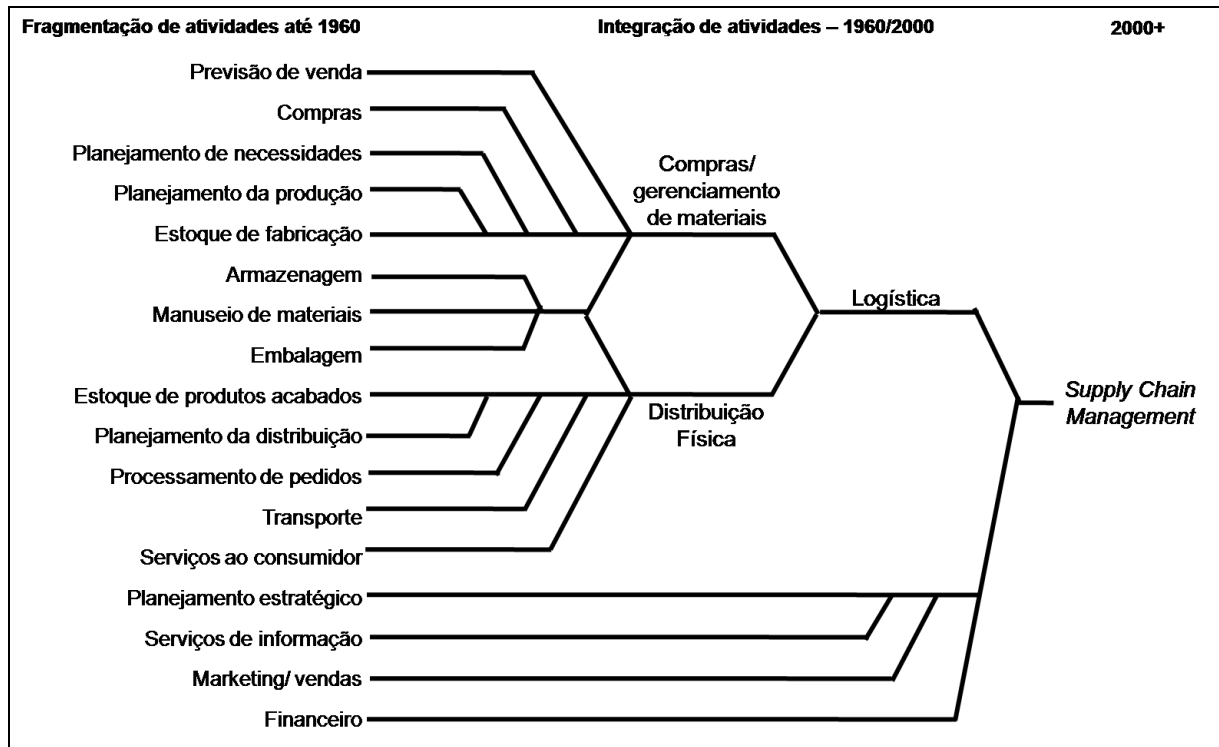 Fragmentação de atividades até 1960
Integração de atividades – 1960/2000
2000+
Previsão de venda
Compras
Planejamento de necessidades
Planejamento da produção
Estoque de fabricação
Armazenagem
Manuseio de materiais
Embalagem
Estoque de produtos acabados
Planejamento da distribuição
Processamento de pedidos
Transporte
Serviços ao consumidor
Planejamento estratégico
Serviços de informação
Marketing/ vendas
Financeiro
Compras/
gerenciamento
de materiais
Distribuição
Física
Logística
Supply Chain
Management